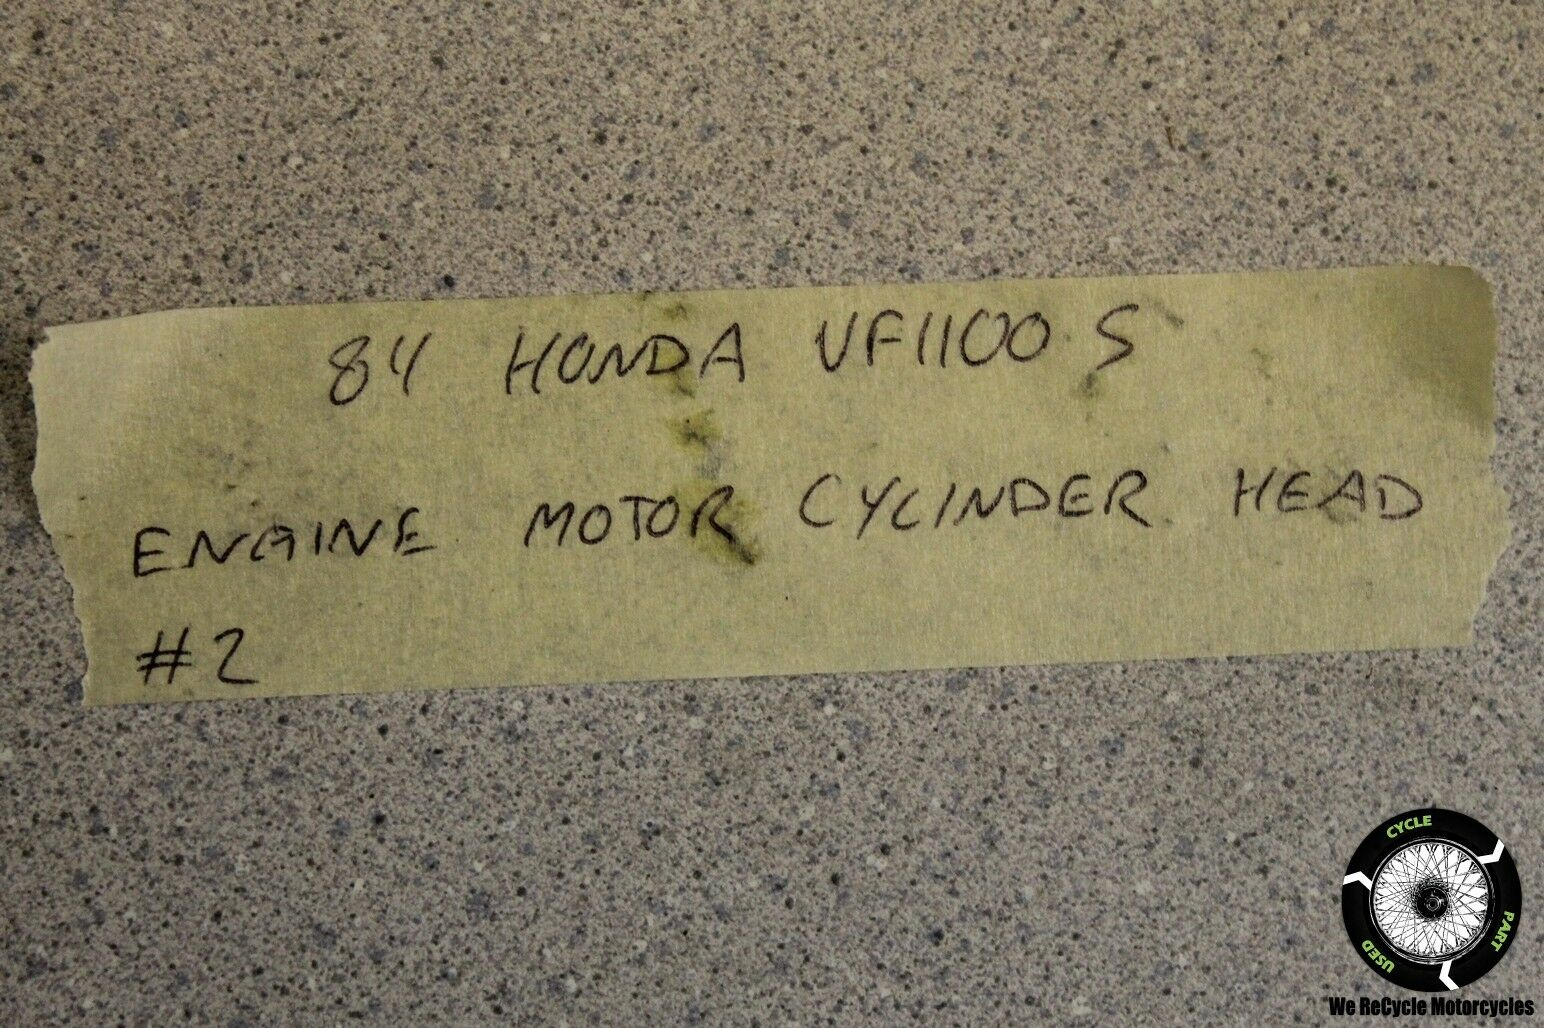 84 HONDA VF1100 S
ENGINE MOTOR CYLINDER HEAD
#2
CYCLE
PART
USED
We ReCycle Motorcycles